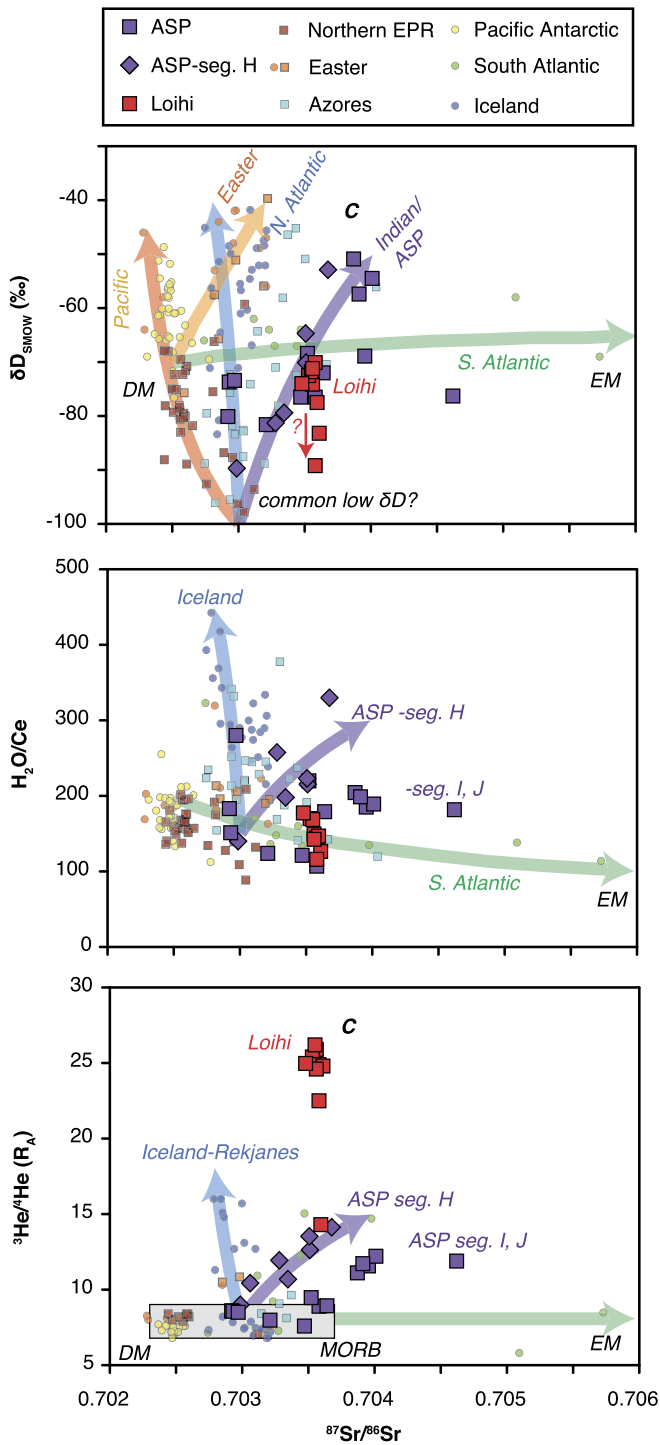 ASP Northern EPR Pacific Antarctic
ASP-seg. H Easter South Atlantic
Loihi Azores Iceland
-40
-60
-80
-100
δD_SMOW (‰)
Pacific
Easter
N. Atlantic
C
Indian/
ASP
DM
S. Atlantic
EM
Loihi
?
common low δD?
500
400
300
200
100
0
H₂O/Ce
Iceland
ASP -seg. H
-seg. I, J
S. Atlantic
EM
30
25
20
15
10
5
³He/⁴He (R_A)
C
Loihi
Iceland-Rekjanes
ASP seg. H
ASP seg. I, J
DM
MORB
EM
0.702 0.703 0.704 0.705 0.706
⁸⁷Sr/⁸⁶Sr